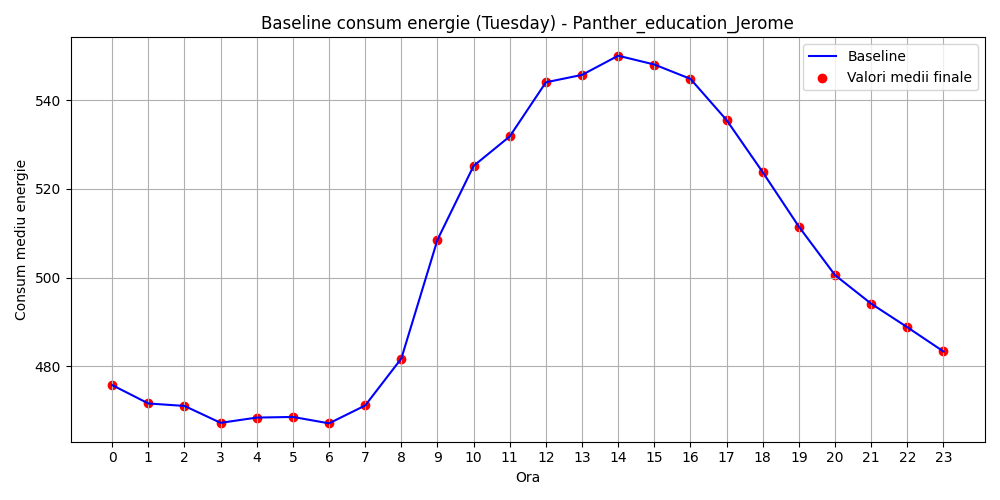 Baseline consum energie (Tuesday) - Panther_education_Jerome
Baseline
Valori medii finale
Consum mediu energie
540
520
500
480
0 1 2 3 4 5 6 7 8 9 10 11 12 13 14 15 16 17 18 19 20 21 22 23
Ora